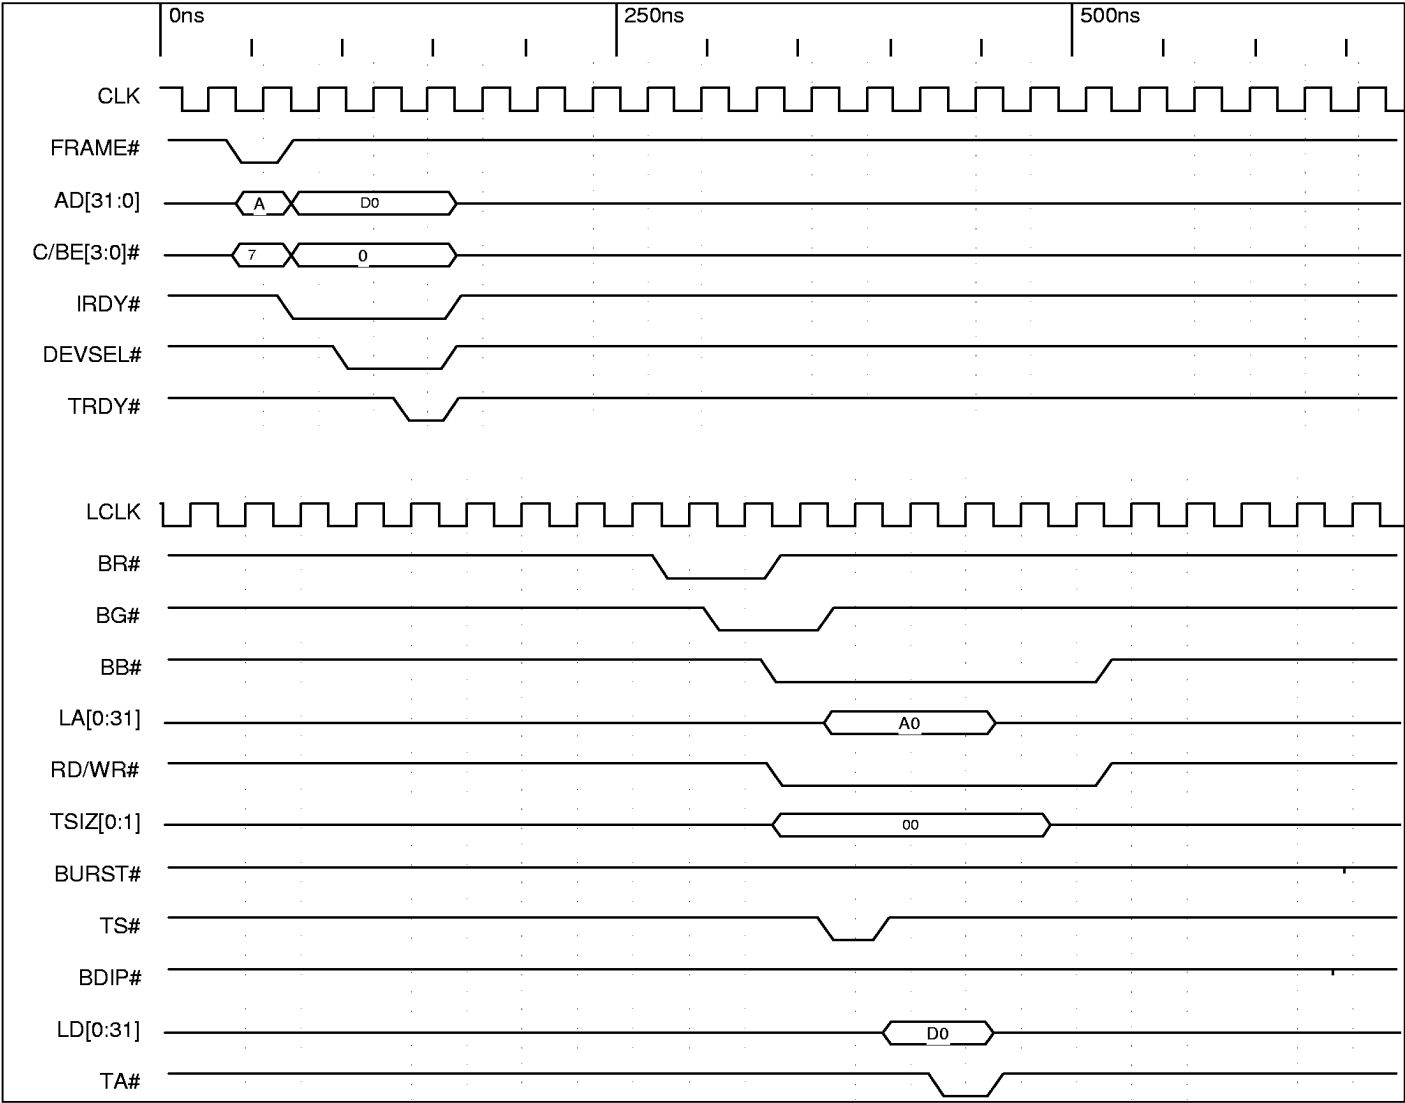 0ns 250ns 500ns
CLK
FRAME#
AD[31:0] A D0
C/BE[3:0]# 7 0
IRDY#
DEVSEL#
TRDY#
LCLK
BR#
BG#
BB#
LA[0:31] A0
RD/WR#
TSIZ[0:1] 00
BURST#
TS#
BDIP#
LD[0:31] D0
TA#